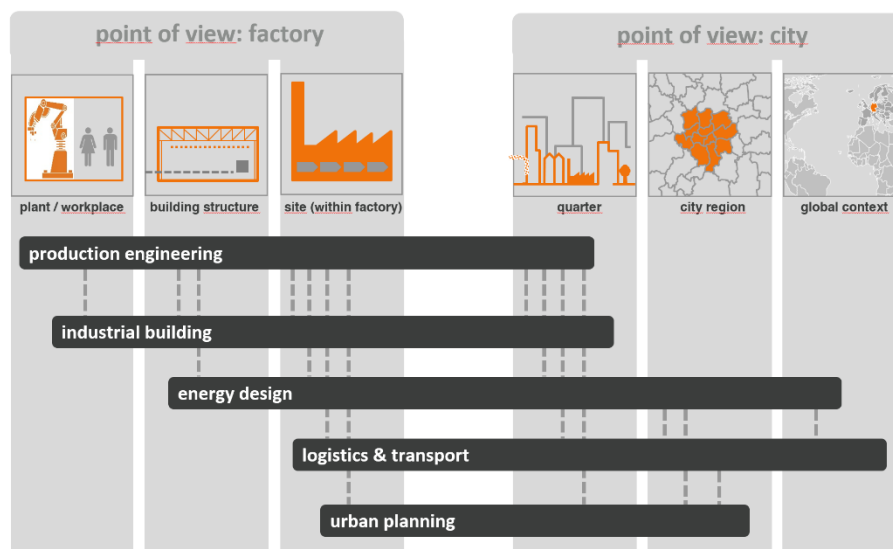 point of view: factory
point of view: city
plant / workplace
building structure
site (within factory)
quarter
city region
global context
production engineering
industrial building
energy design
logistics & transport
urban planning